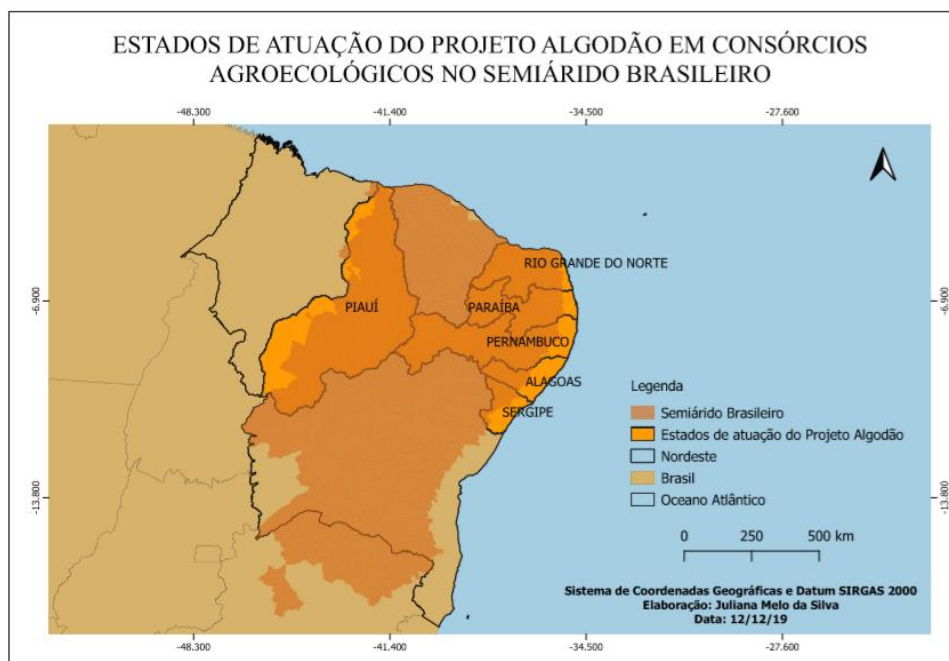 ESTADOS DE ATUAÇÃO DO PROJETO ALGODÃO EM CONSÓRCIOS
AGROECOLÓGICOS NO SEMIÁRIDO BRASILEIRO
-48.300
-41.400
-34.500
-27.600
RIO GRANDE DO NORTE
-6.900
-6.900
PIAUÍ
PARAÍBA
PERNAMBUCO
ALAGOAS
SERGIPE
Legenda
Semiárido Brasileiro
Estados de atuação do Projeto Algodão
Nordeste
Brasil
Oceano Atlântico
-13.800
-13.800
0 250 500 km
Sistema de Coordenadas Geográficas e Datum SIRGAS 2000
Elaboração: Juliana Melo da Silva
Data: 12/12/19
-48.300
-41.400
-34.500
-27.600